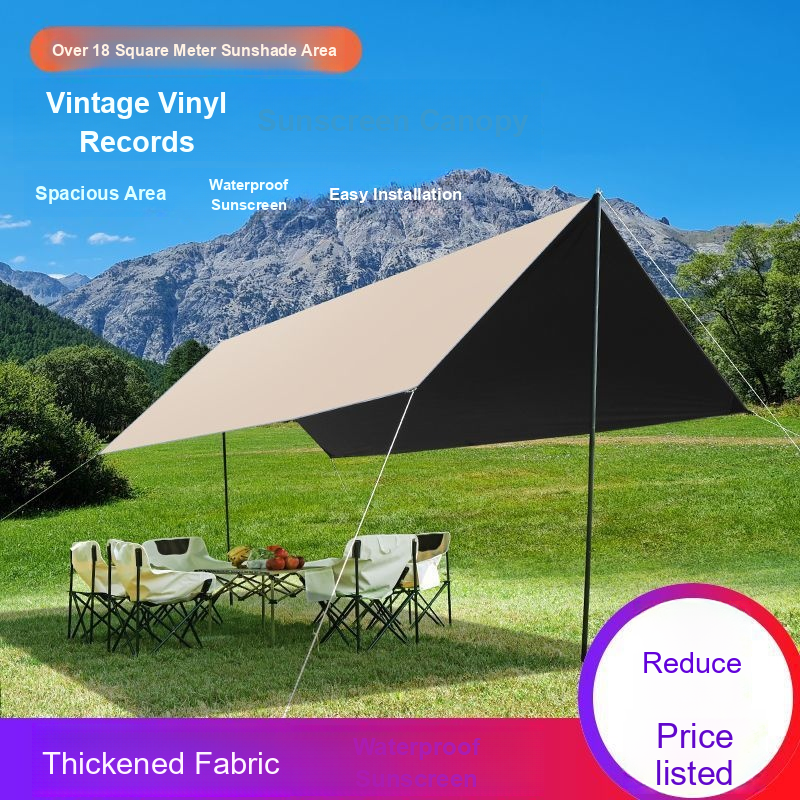 Over 18 Square Meter Sunshade Area
Vintage Vinyl
Records
Sunscreen Canopy
Spacious Area
Waterproof
Sunscreen
Easy Installation
Reduce
Price
listed
Thickened Fabric
Waterproof
Sunscreen